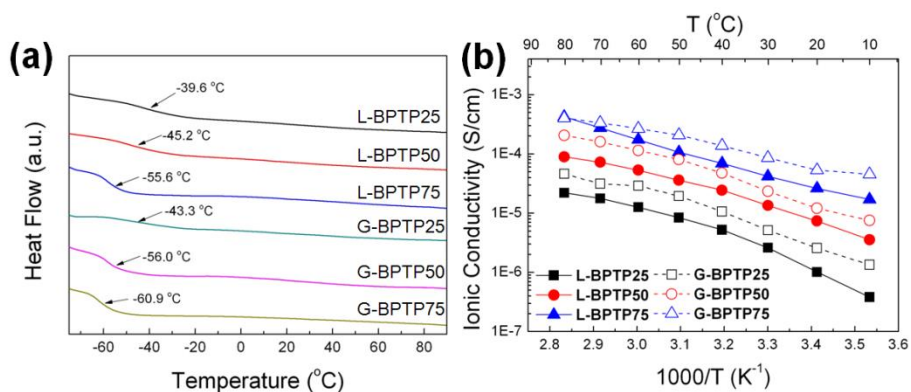 (a)
Heat Flow (a.u.)
-39.6 °C
L-BPTP25
-45.2 °C
L-BPTP50
-55.6 °C
L-BPTP75
-43.3 °C
G-BPTP25
-56.0 °C
G-BPTP50
-60.9 °C
G-BPTP75
-60 -40 -20 0 20 40 60 80
Temperature (°C)
(b)
T (°C)
90 80 70 60 50 40 30 20 10
Ionic Conductivity (S/cm)
1E-3
1E-4
1E-5
1E-6
1E-7
L-BPTP25 G-BPTP25
L-BPTP50 G-BPTP50
L-BPTP75 G-BPTP75
2.8 2.9 3.0 3.1 3.2 3.3 3.4 3.5 3.6
1000/T (K⁻¹)